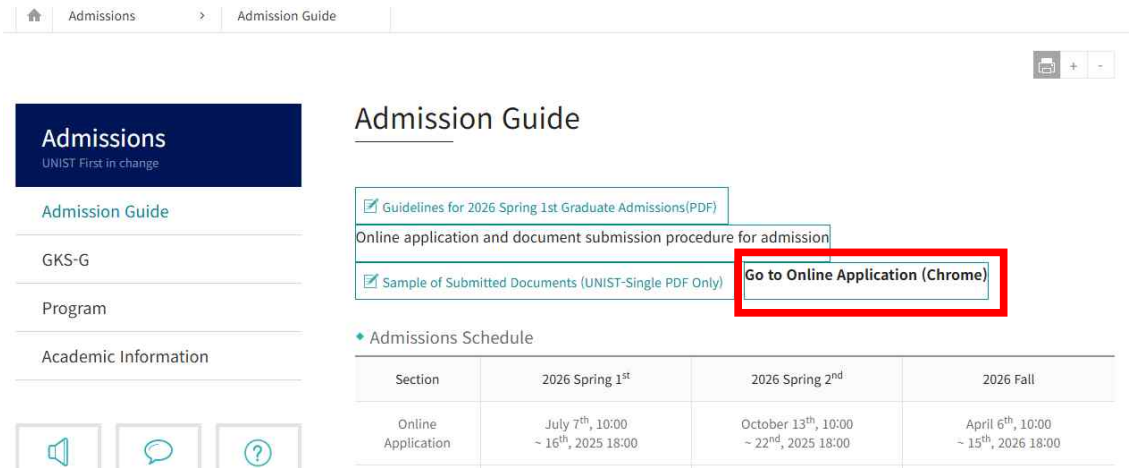 Admissions > Admission Guide
+ -
Admissions
UNIST First in change
Admission Guide
GKS-G
Program
Academic Information
Admission Guide
Guidelines for 2026 Spring 1st Graduate Admissions(PDF)
Online application and document submission procedure for admission
Sample of Submitted Documents (UNIST-Single PDF Only)
Go to Online Application (Chrome)
Admissions Schedule
Section 2026 Spring 1st 2026 Spring 2nd 2026 Fall
Online Application July 7th, 10:00 ~ 16th, 2025 18:00 October 13th, 10:00 ~ 22nd, 2025 18:00 April 6th, 10:00 ~ 15th, 2026 18:00